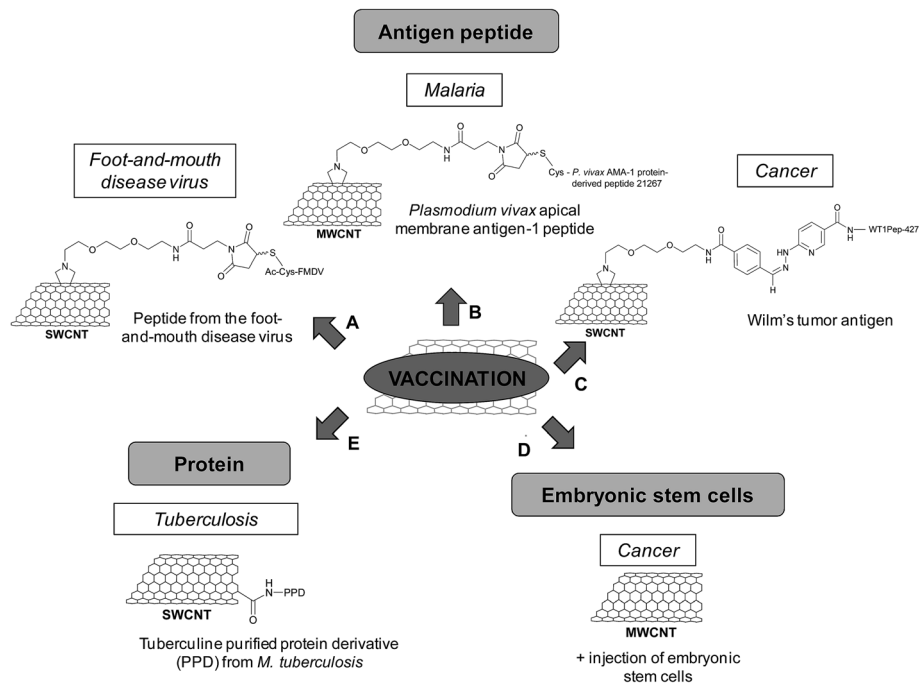 Antigen peptide
Malaria
N
O
O
N
H
O
N
O
O
S
Cys - P. vivax AMA-1 protein-
derived peptide 21267
MWCNT
Plasmodium vivax apical
membrane antigen-1 peptide
Foot-and-mouth
disease virus
N
O
O
N
H
O
N
O
O
S
Ac-Cys-FMDV
SWCNT
Peptide from the foot-
and-mouth disease virus
Cancer
N
O
O
N
H
O
H
N
HN
N
O
N
H
WT1Pep-427
SWCNT
Wilm's tumor antigen
A
B
C
VACCINATION
E
D
Protein
Tuberculosis
H
N
PPD
O
SWCNT
Tuberculine purified protein derivative
(PPD) from M. tuberculosis
Embryonic stem cells
Cancer
MWCNT
+ injection of embryonic
stem cells